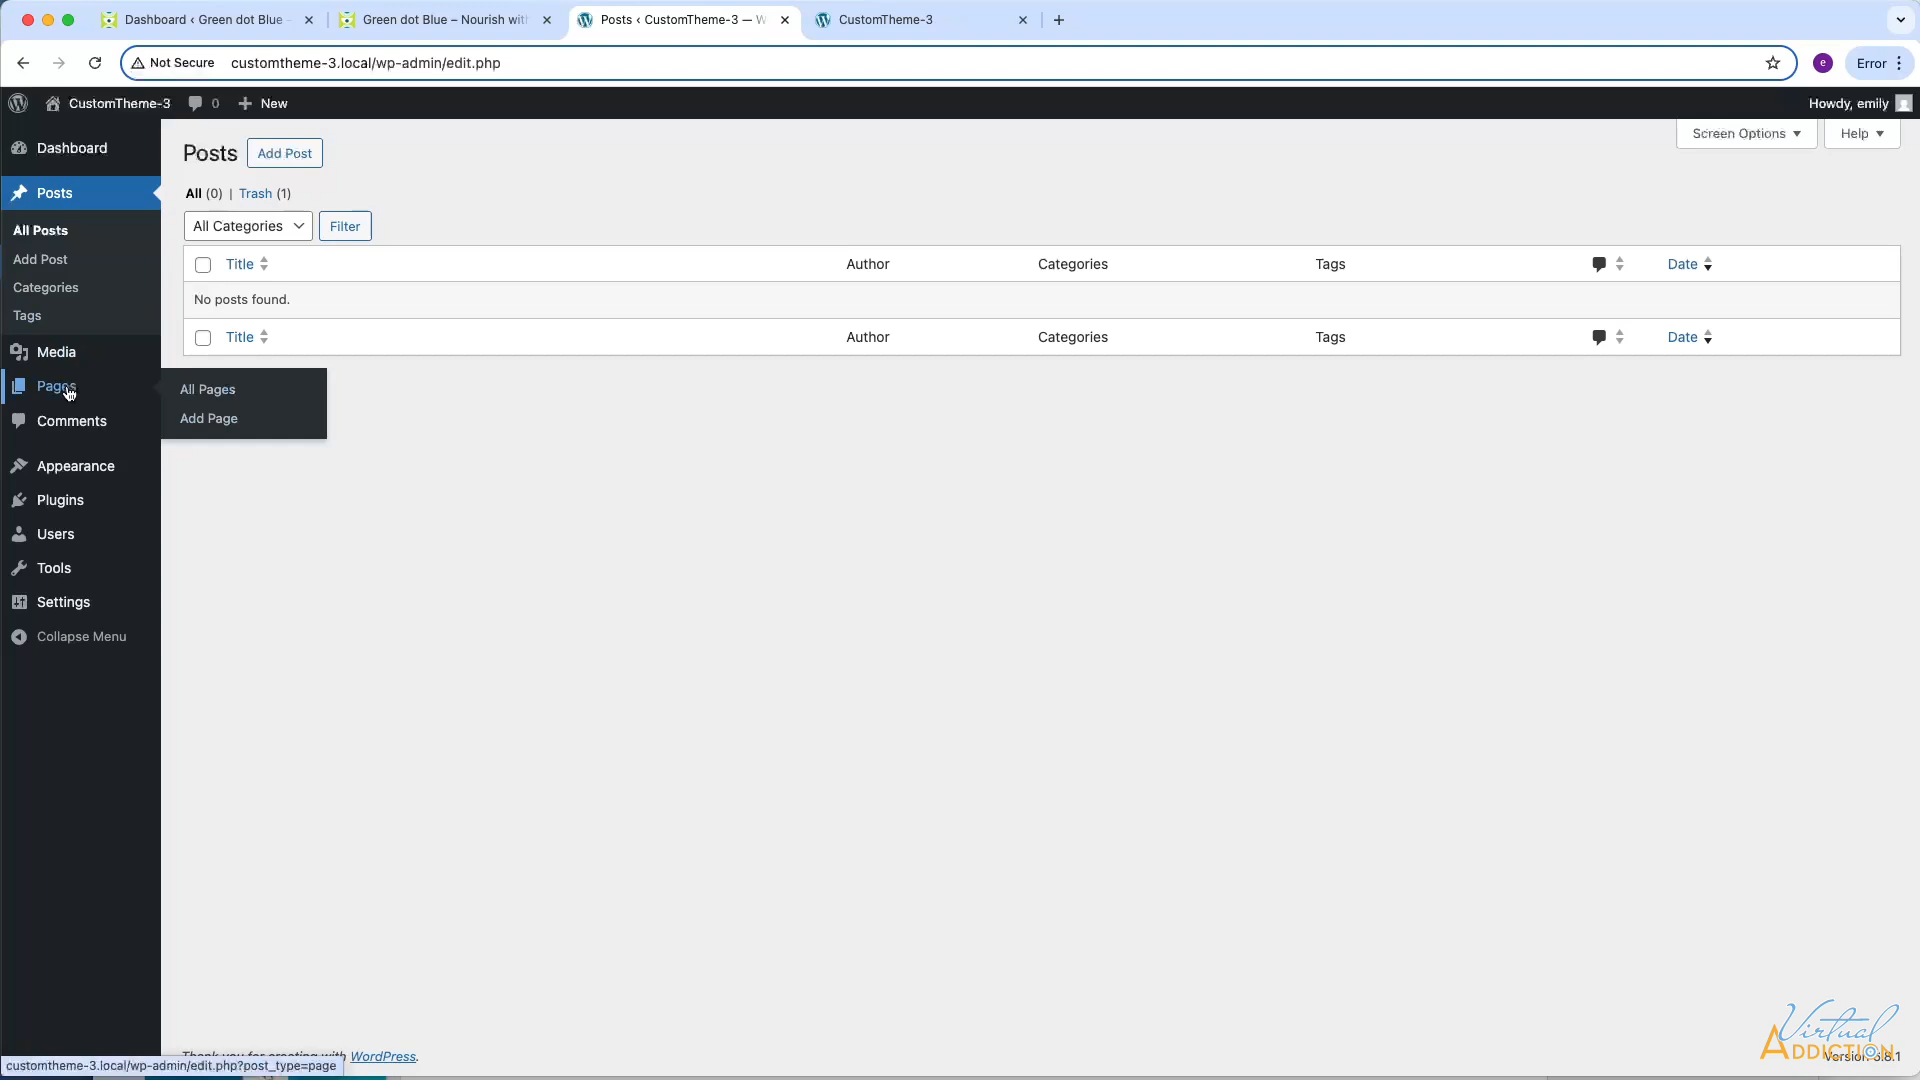 Dashboard ‹ Green dot Blue –
Green dot Blue – Nourish with
Posts ‹ CustomTheme-3 — W
CustomTheme-3
Not Secure
customtheme-3.local/wp-admin/edit.php
e
Error
CustomTheme-3
0
New
Howdy, emily
Dashboard
Posts
All Posts
Add Post
Categories
Tags
Media
Pages
Comments
Appearance
Plugins
Users
Tools
Settings
Collapse Menu
All Pages
Add Page
Posts
Add Post
Screen Options
Help
All (0) | Trash (1)
All Categories
Filter
Title
Author
Categories
Tags
Date
No posts found.
Title
Author
Categories
Tags
Date
Thank you for creating with WordPress.
customtheme-3.local/wp-admin/edit.php?post_type=page
Virtual
ADDICTION
Version 6.8.1